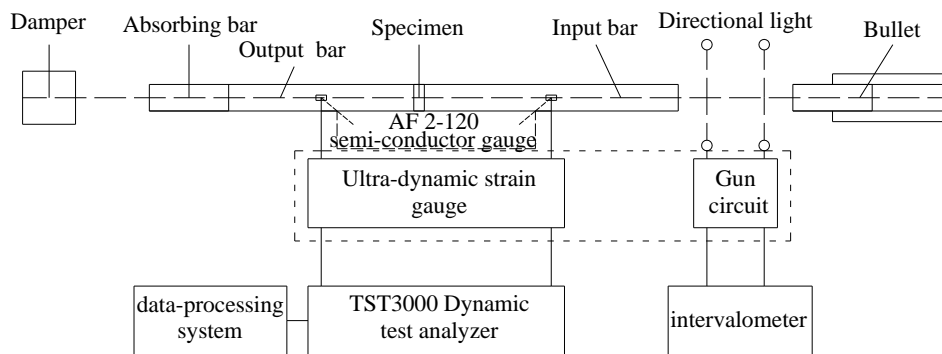 Damper
Absorbing bar
Output bar
Specimen
Input bar
Directional light
Bullet
AF 2-120
semi-conductor gauge
Ultra-dynamic strain
gauge
Gun
circuit
data-processing
system
TST3000 Dynamic
test analyzer
intervalometer